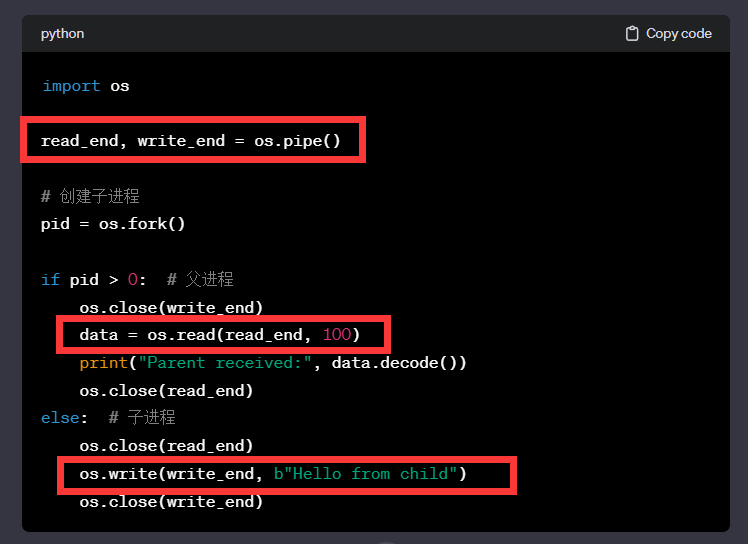 python
Copy code
import os
read_end, write_end = os.pipe()
# 创建子进程
pid = os.fork()
if pid > 0:  # 父进程
    os.close(write_end)
    data = os.read(read_end, 100)
    print("Parent received:", data.decode())
    os.close(read_end)
else:  # 子进程
    os.close(read_end)
    os.write(write_end, b"Hello from child")
    os.close(write_end)